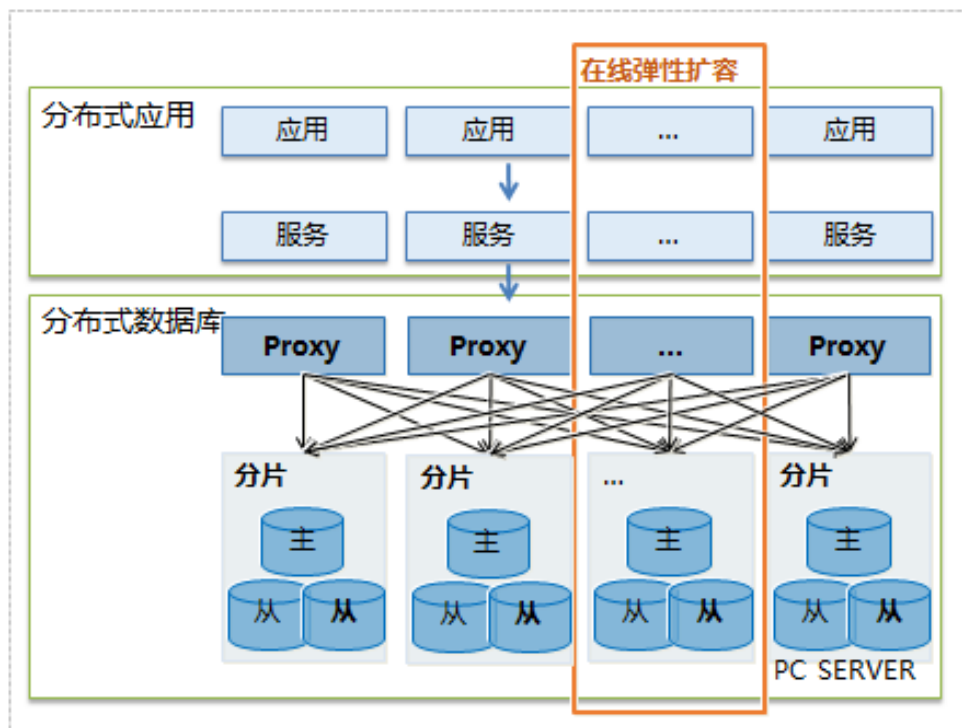 在线弹性扩容
分布式应用
应用 应用 ... 应用
服务 服务 ... 服务
分布式数据库
Proxy Proxy ... Proxy
分片 分片 ... 分片
主 主 主 主
从 从 从 从 从 从 从 从
PC SERVER